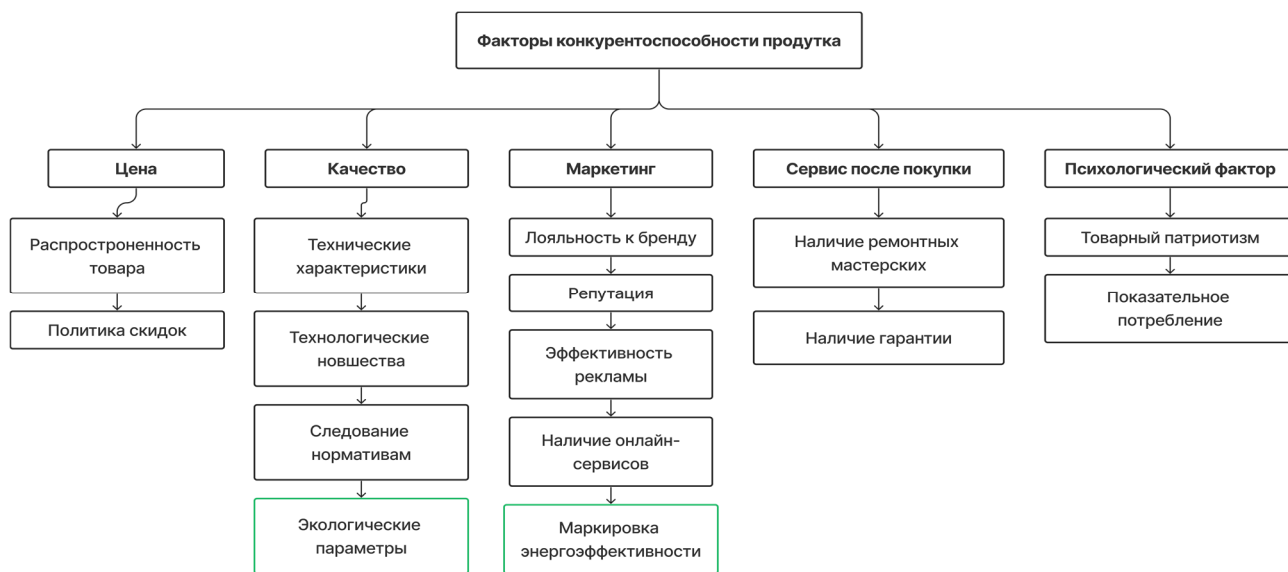 Факторы конкурентоспособности продутка
Цена
Распростроненность
товара
Политика скидок
Качество
Технические
характеристики
Технологические
новшества
Следование
нормативам
Экологические
параметры
Маркетинг
Лояльность к бренду
Репутация
Эффективность
рекламы
Наличие онлайн-
сервисов
Маркировка
энергоэффективности
Сервис после покупки
Наличие ремонтных
мастерских
Наличие гарантии
Психологический фактор
Товарный патриотизм
Показательное
потребление